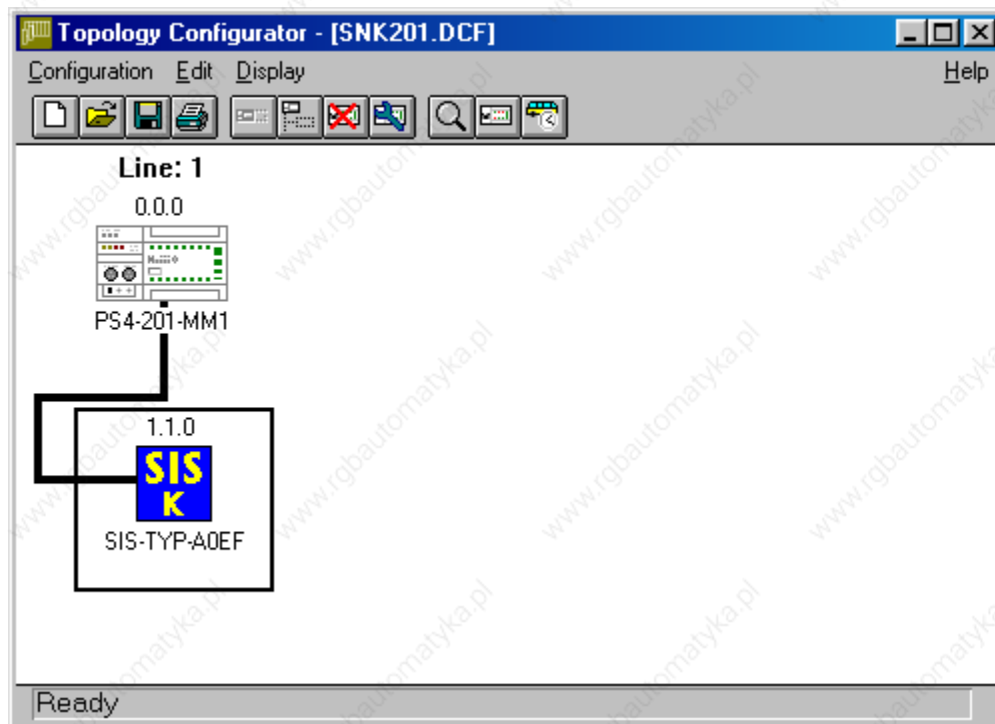 Topology Configurator - [SNK201.DCF]
Configuration Edit Display Help
Line: 1
0.0.0
PS4-201-MM1
1.1.0
SIS
K
SIS-TYP-A0EF
Ready
www.rgbautomatyka.pl